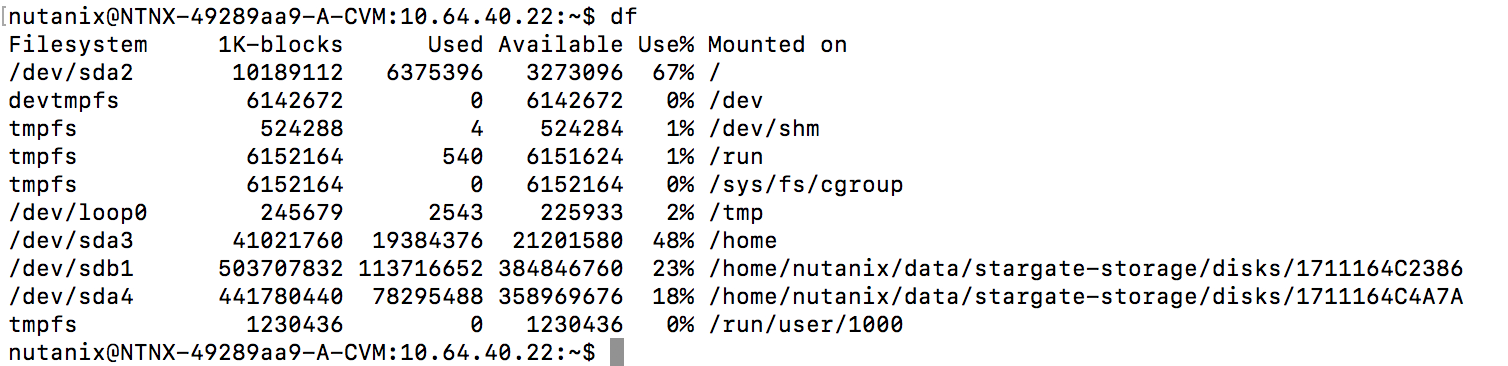 [nutanix@NTNX-49289aa9-A-CVM:10.64.40.22:~$ df
Filesystem     1K-blocks      Used Available Use% Mounted on
/dev/sda2       10189112   6375396   3273096  67% /
devtmpfs         6142672         0   6142672   0% /dev
tmpfs             524288         4    524284   1% /dev/shm
tmpfs            6152164       540   6151624   1% /run
tmpfs            6152164         0   6152164   0% /sys/fs/cgroup
/dev/loop0        245679      2543    225933   2% /tmp
/dev/sda3       41021760  19384376  21201580  48% /home
/dev/sdb1      503707832 113716652 384846760  23% /home/nutanix/data/stargate-storage/disks/1711164C2386
/dev/sda4      441780440  78295488 358969676  18% /home/nutanix/data/stargate-storage/disks/1711164C4A7A
tmpfs            1230436         0   1230436   0% /run/user/1000
nutanix@NTNX-49289aa9-A-CVM:10.64.40.22:~$